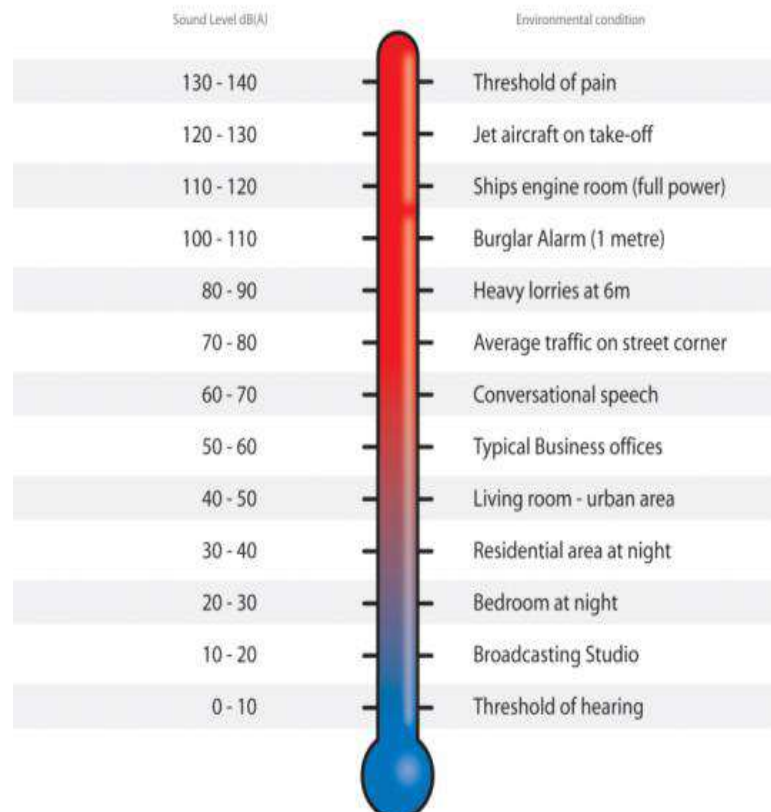 Sound Level dB(A) Environmental condition
130 - 140 Threshold of pain
120 - 130 Jet aircraft on take-off
110 - 120 Ships engine room (full power)
100 - 110 Burglar Alarm (1 metre)
80 - 90 Heavy lorries at 6m
70 - 80 Average traffic on street corner
60 - 70 Conversational speech
50 - 60 Typical Business offices
40 - 50 Living room - urban area
30 - 40 Residential area at night
20 - 30 Bedroom at night
10 - 20 Broadcasting Studio
0 - 10 Threshold of hearing